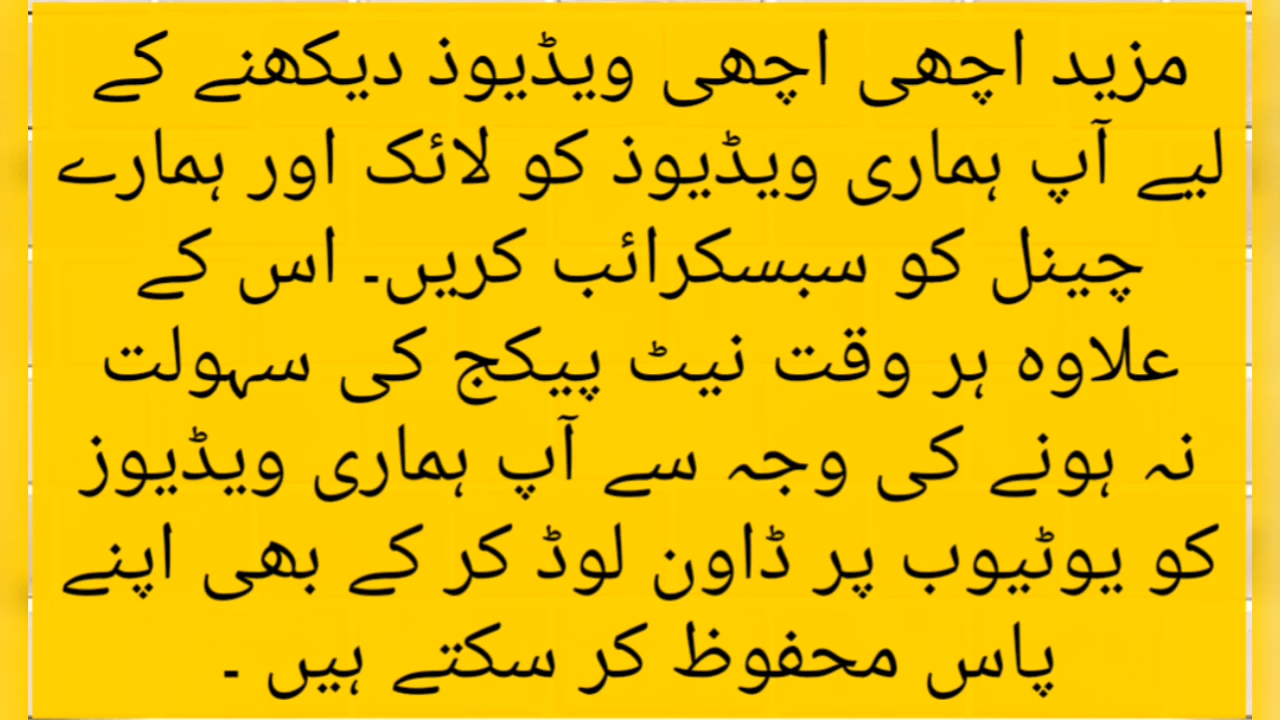 مزید اچھی اچھی ویڈیوذ دیکھنے کے
لیے آپ ہماری ویڈیوذ کو لائک اور ہمارے
چینل کو سبسکرائب کریں۔ اس کے
علاوہ ہر وقت نیٹ پیکج کی سہولت
نہ ہونے کی وجہ سے آپ ہماری ویڈیوز
کو یوٹیوب پر ڈاون لوڈ کر کے بھی اپنے
پاس محفوظ کر سکتے ہیں ۔